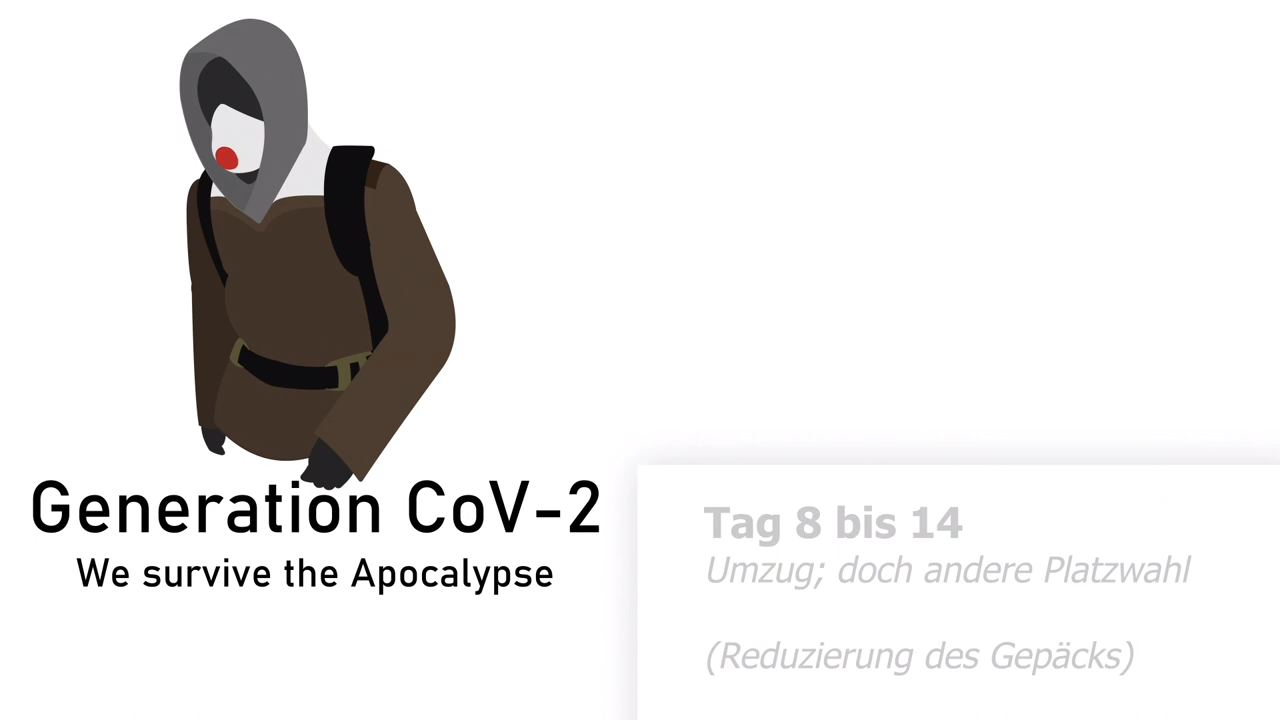 Generation CoV-2
We survive the Apocalypse
Tag 8 bis 14
Umzug; doch andere Platzwahl
(Reduzierung des Gepäcks)